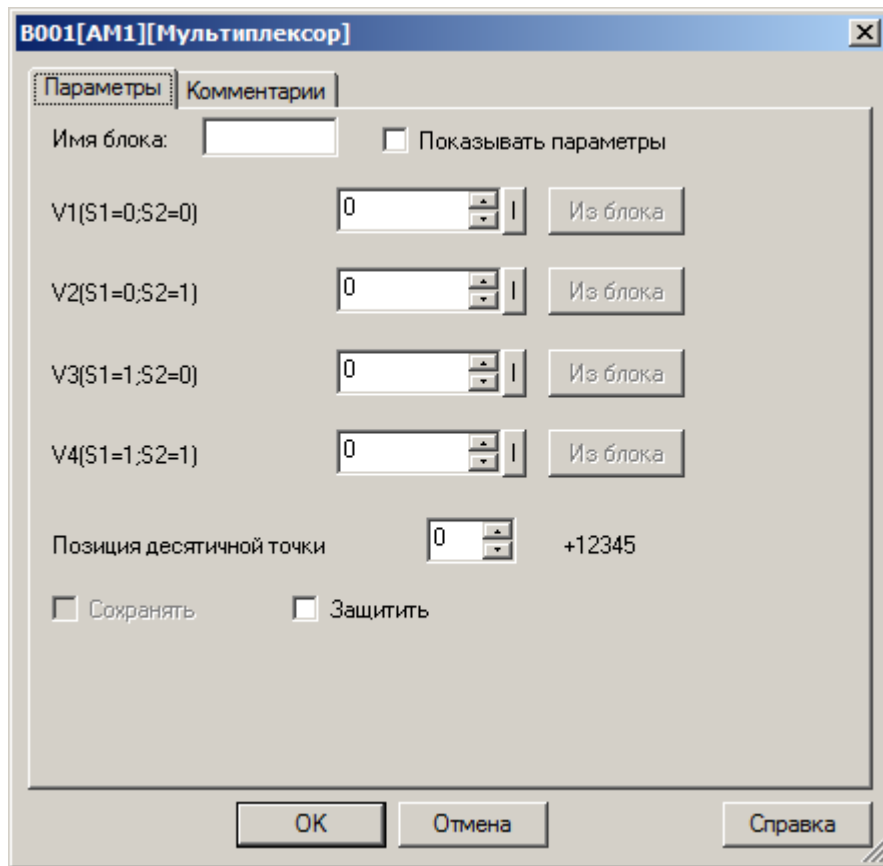 B001[AM1][Мультиплексор]
Параметры Комментарии
Имя блока: Показывать параметры
V1(S1=0;S2=0) 0 I Из блока
V2(S1=0;S2=1) 0 I Из блока
V3(S1=1;S2=0) 0 I Из блока
V4(S1=1;S2=1) 0 I Из блока
Позиция десятичной точки 0 +12345
Сохранять Защитить
OK Отмена Справка